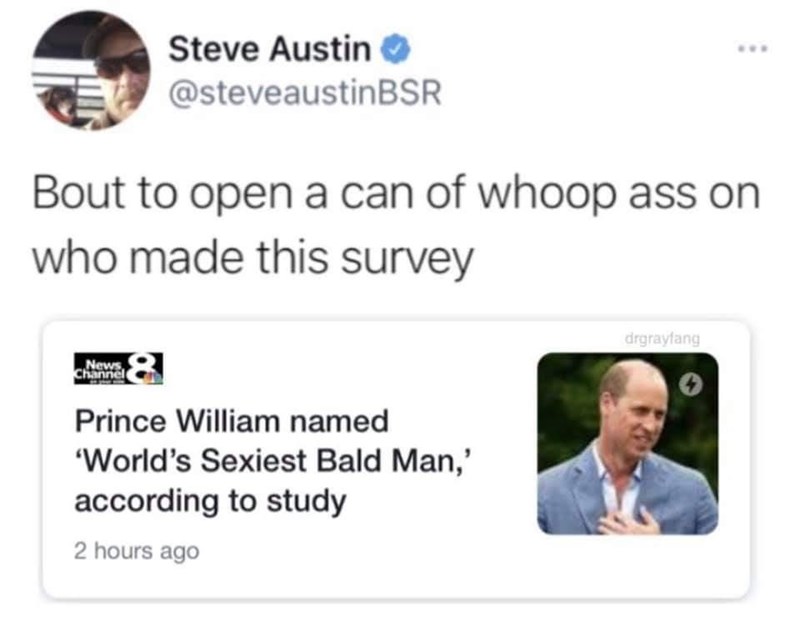 Steve Austin
@steveaustinBSR
Bout to open a can of whoop ass on
who made this survey
drgrayfang
News
Channel 8
Prince William named
‘World’s Sexiest Bald Man,’
according to study
2 hours ago